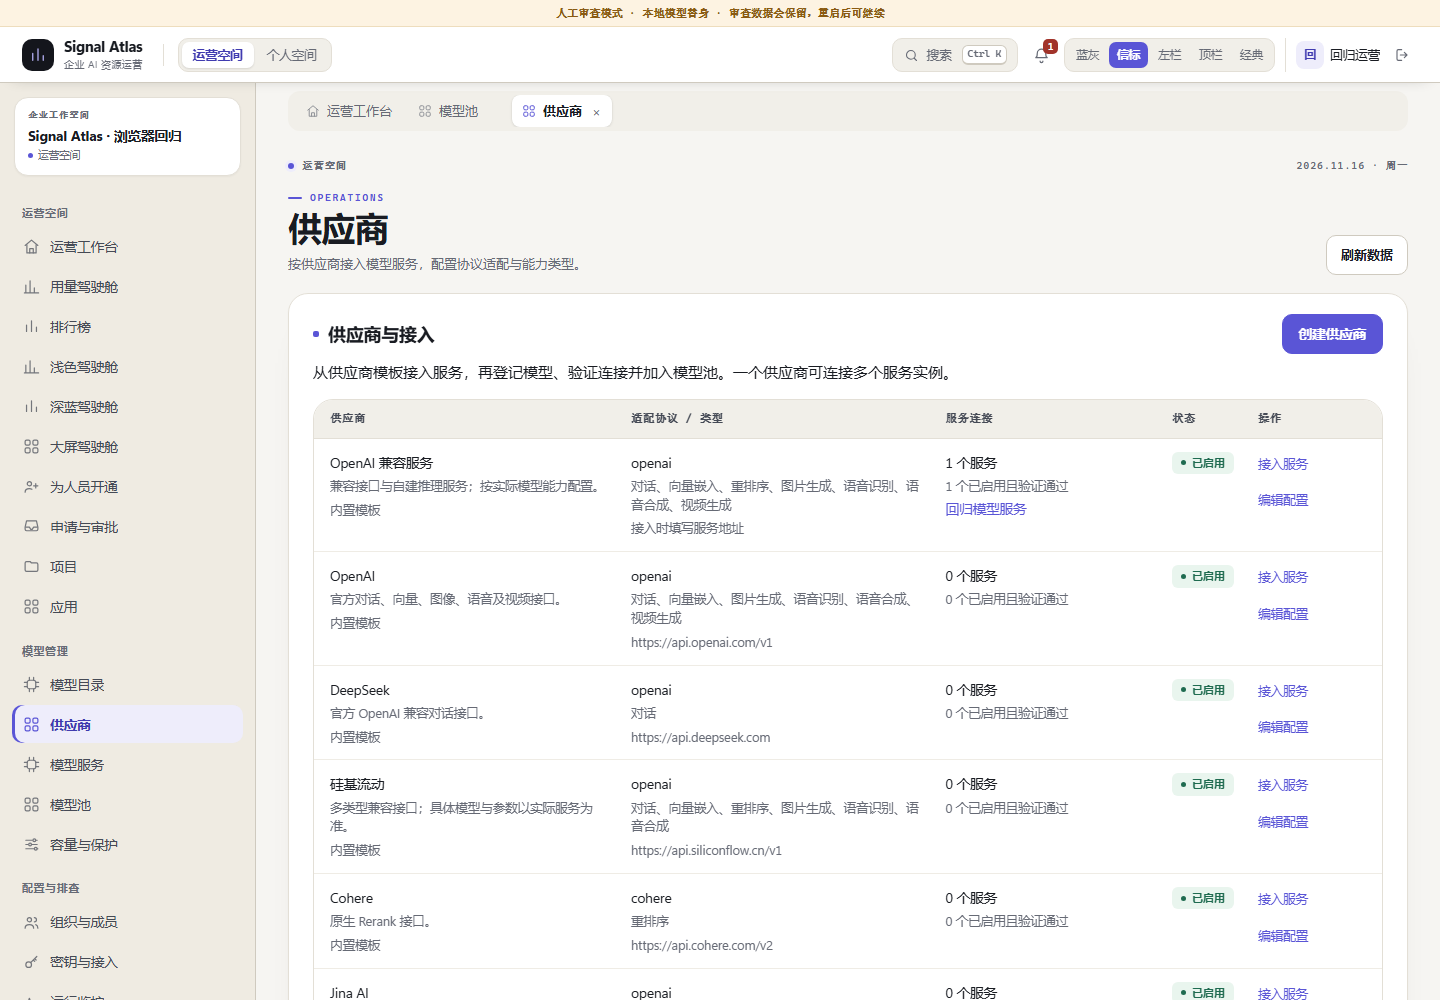 人工审查模式 · 本地模型替身 · 审查数据会保留，重启后可继续
Signal Atlas
企业 AI 资源运营
运营空间
个人空间
搜索
Ctrl K
1
蓝灰
信标
左栏
顶栏
经典
回
回归运营
企业工作空间
Signal Atlas · 浏览器回归
运营空间
运营空间
运营工作台
用量驾驶舱
排行榜
浅色驾驶舱
深蓝驾驶舱
大屏驾驶舱
为人员开通
申请与审批
项目
应用
模型管理
模型目录
供应商
模型服务
模型池
容量与保护
配置与排查
组织与成员
密钥与接入
运营工作台
模型池
供应商 ×
运营空间
2026.11.16 · 周一
OPERATIONS
供应商
按供应商接入模型服务，配置协议适配与能力类型。
刷新数据
供应商与接入
创建供应商
从供应商模板接入服务，再登记模型、验证连接并加入模型池。一个供应商可连接多个服务实例。
供应商
适配协议 / 类型
服务连接
状态
操作
OpenAI 兼容服务
兼容接口与自建推理服务；按实际模型能力配置。
内置模板
openai
对话、向量嵌入、重排序、图片生成、语音识别、语
音合成、视频生成
接入时填写服务地址
1 个服务
1 个已启用且验证通过
回归模型服务
已启用
接入服务
编辑配置
OpenAI
官方对话、向量、图像、语音及视频接口。
内置模板
openai
对话、向量嵌入、图片生成、语音识别、语音合成、
视频生成
https://api.openai.com/v1
0 个服务
0 个已启用且验证通过
已启用
接入服务
编辑配置
DeepSeek
官方 OpenAI 兼容对话接口。
内置模板
openai
对话
https://api.deepseek.com
0 个服务
0 个已启用且验证通过
已启用
接入服务
编辑配置
硅基流动
多类型兼容接口；具体模型与参数以实际服务为
准。
内置模板
openai
对话、向量嵌入、重排序、图片生成、语音识别、语
音合成
https://api.siliconflow.cn/v1
0 个服务
0 个已启用且验证通过
已启用
接入服务
编辑配置
Cohere
原生 Rerank 接口。
内置模板
cohere
重排序
https://api.cohere.com/v2
0 个服务
0 个已启用且验证通过
已启用
接入服务
编辑配置
Jina AI
openai
0 个服务
已启用
接入服务